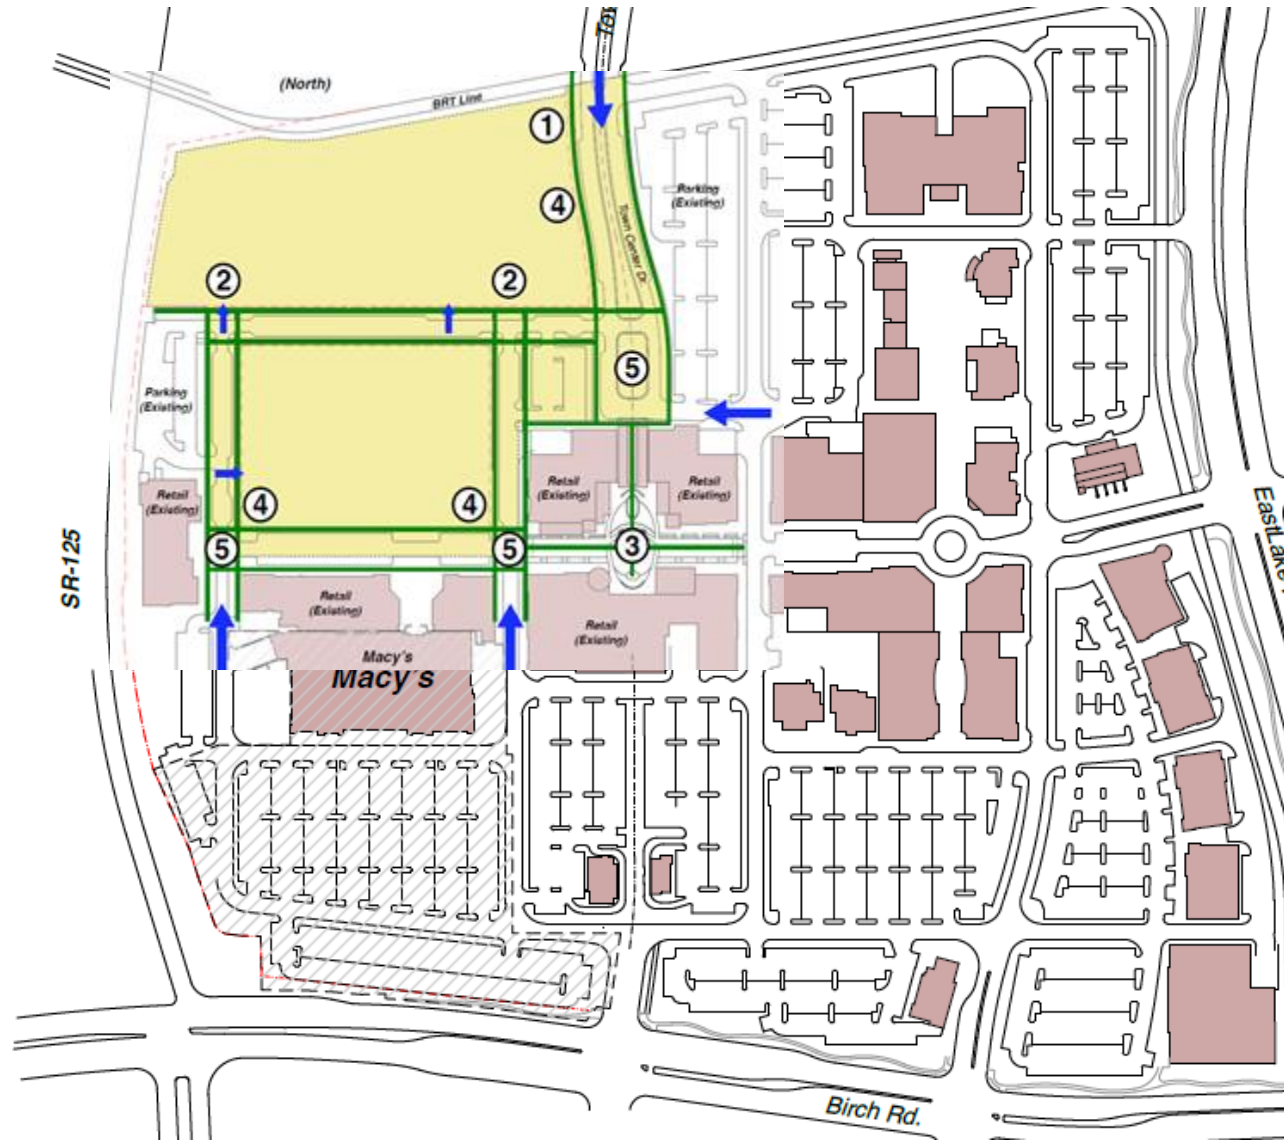 (North)
BRT Line
1
4
Parking
(Existing)
Town Center Dr.
2
2
5
Parking
(Existing)
Retail
(Existing)
Retail
(Existing)
Retail
(Existing)
4
4
5
5
3
SR-125
EastLake
Retail
(Existing)
Retail
(Existing)
Macy's
Macy's
Birch Rd.